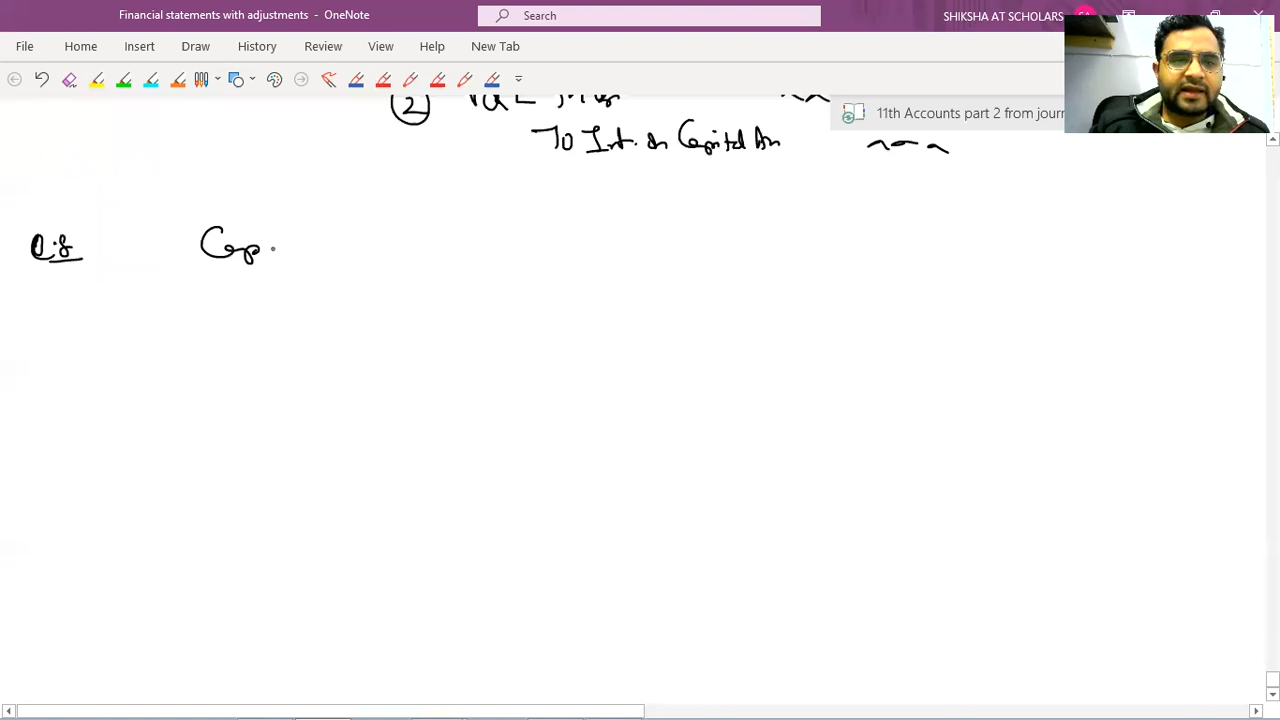 Financial statements with adjustments - OneNote
Search
SHIKSHA AT SCHOLARS
SA
File Home Insert Draw History Review View Help New Tab
11th Accounts part 2 from journ
②
To Int. on Capital A/c
Cap